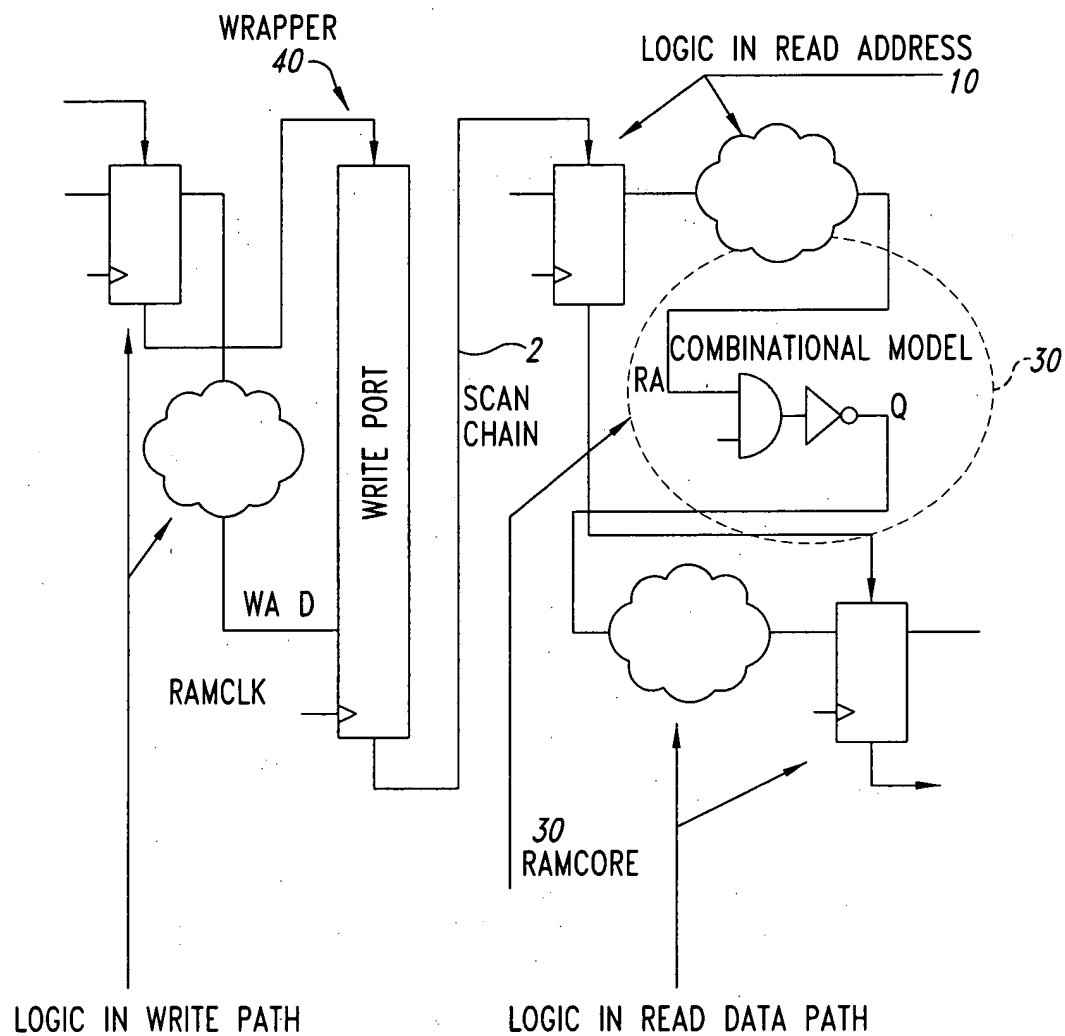 WRAPPER
40
LOGIC IN READ ADDRESS
10
WRITE PORT
2
SCAN
CHAIN
COMBINATIONAL MODEL
30
RA
Q
WA D
RAMCLK
30
RAMCORE
LOGIC IN WRITE PATH
LOGIC IN READ DATA PATH